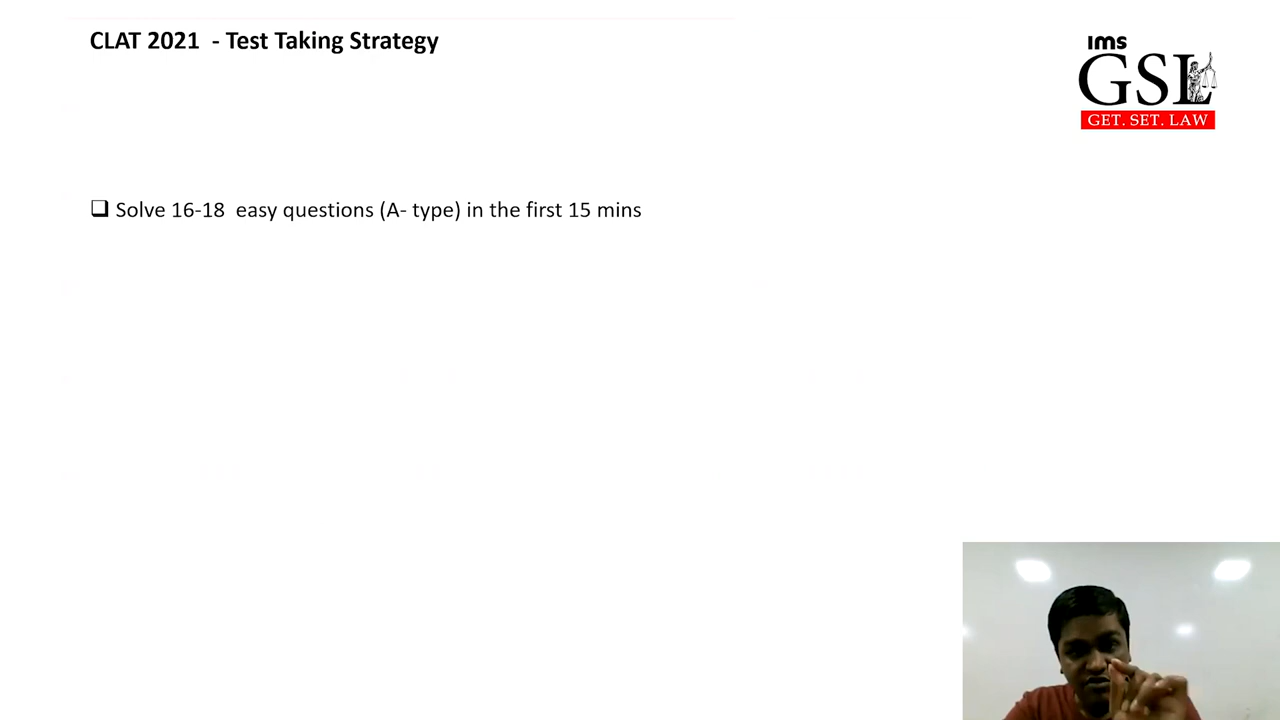 CLAT 2021 - Test Taking Strategy
ims
GSL
GET. SET. LAW
Solve 16-18 easy questions (A- type) in the first 15 mins